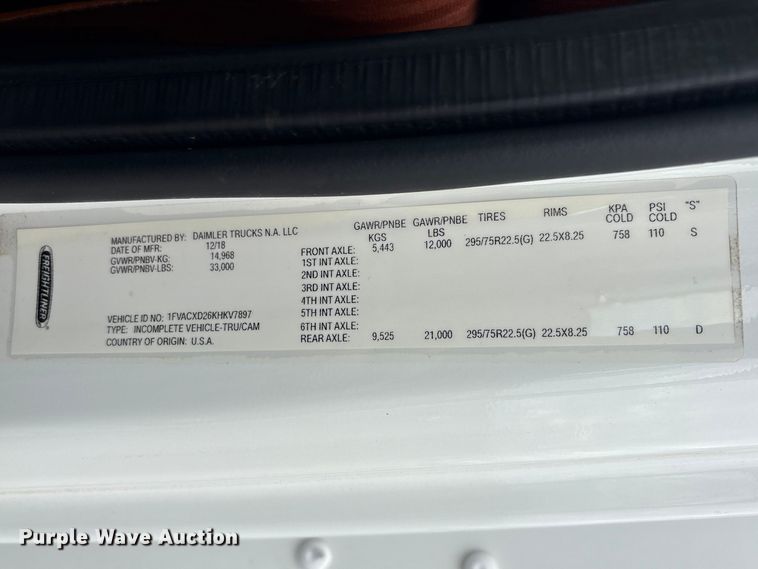 FREIGHTLINER
MANUFACTURED BY: DAIMLER TRUCKS N.A. LLC
DATE OF MFR: 12/18
GVWR/PNBV-KG: 14,968
GVWR/PNBV-LBS: 33,000
VEHICLE ID NO: 1FVACXD26KHKV7897
TYPE: INCOMPLETE VEHICLE-TRU/CAM
COUNTRY OF ORIGIN: U.S.A.
GAWR/PNBE KGS GAWR/PNBE LBS TIRES RIMS KPA COLD PSI COLD "S"
FRONT AXLE: 5,443 12,000 295/75R22.5(G) 22.5X8.25 758 110 S
1ST INT AXLE:
2ND INT AXLE:
3RD INT AXLE:
4TH INT AXLE:
5TH INT AXLE:
6TH INT AXLE:
REAR AXLE: 9,525 21,000 295/75R22.5(G) 22.5X8.25 758 110 D
Purple Wave Auction